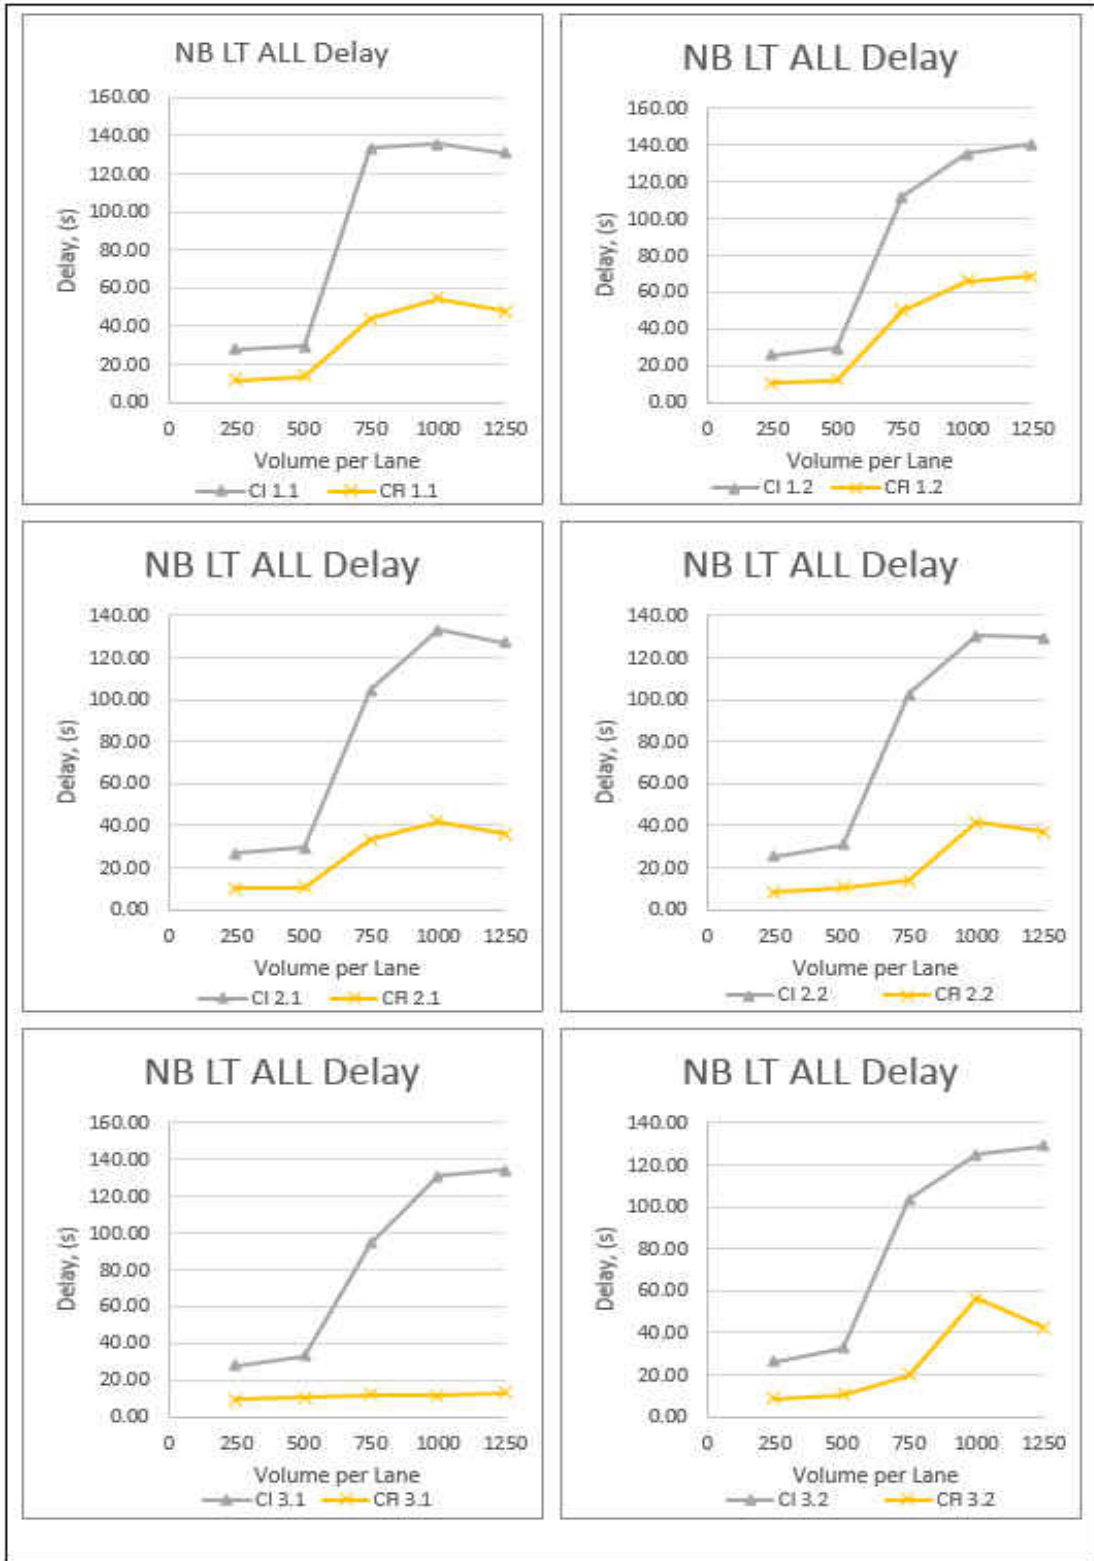 NB LT ALL Delay
160.00
140.00
120.00
100.00
80.00
60.00
40.00
20.00
0.00
Delay, (s)
0 250 500 750 1000 1250
Volume per Lane
CI 1.1 CR 1.1
NB LT ALL Delay
160.00
140.00
120.00
100.00
80.00
60.00
40.00
20.00
0.00
Delay, (s)
0 250 500 750 1000 1250
Volume per Lane
CI 1.2 CR 1.2
NB LT ALL Delay
140.00
120.00
100.00
80.00
60.00
40.00
20.00
0.00
Delay, (s)
0 250 500 750 1000 1250
Volume per Lane
CI 2.1 CR 2.1
NB LT ALL Delay
140.00
120.00
100.00
80.00
60.00
40.00
20.00
0.00
Delay, (s)
0 250 500 750 1000 1250
Volume per Lane
CI 2.2 CR 2.2
NB LT ALL Delay
160.00
140.00
120.00
100.00
80.00
60.00
40.00
20.00
0.00
Delay, (s)
0 250 500 750 1000 1250
Volume per Lane
CI 3.1 CR 3.1
NB LT ALL Delay
140.00
120.00
100.00
80.00
60.00
40.00
20.00
0.00
Delay, (s)
0 250 500 750 1000 1250
Volume per Lane
CI 3.2 CR 3.2